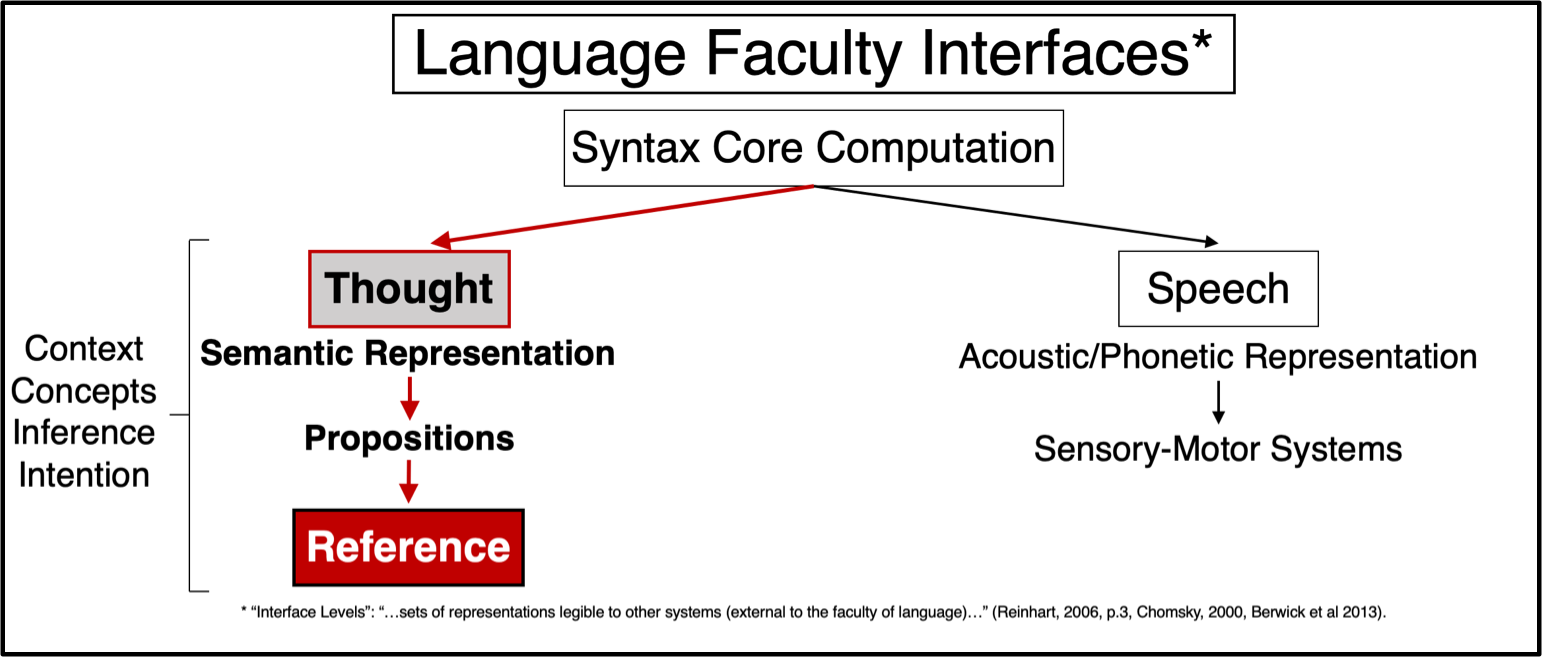 Language Faculty Interfaces*
Syntax Core Computation
Thought
Semantic Representation
Propositions
Reference
Context
Concepts
Inference
Intention
Speech
Acoustic/Phonetic Representation
Sensory-Motor Systems
* “Interface Levels”: “…sets of representations legible to other systems (external to the faculty of language)…” (Reinhart, 2006, p.3, Chomsky, 2000, Berwick et al 2013).